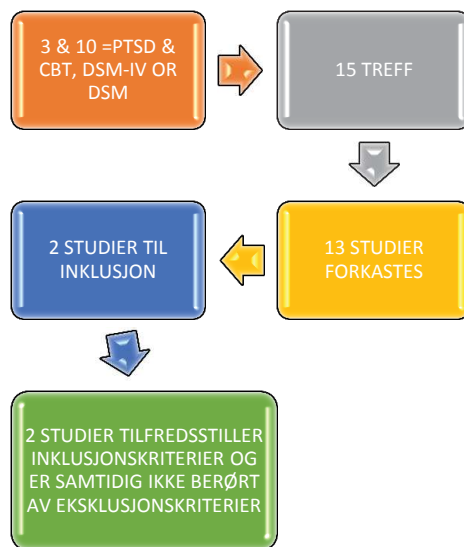 3 & 10 =PTSD &
CBT, DSM-IV OR
DSM
15 TREFF
13 STUDIER
FORKASTES
2 STUDIER TIL
INKLUSJON
2 STUDIER TILFREDSSTILLER
INKLUSJONSKRITERIER OG
ER SAMTIDIG IKKE BERØRT
AV EKSKLUSJONSKRITERIER